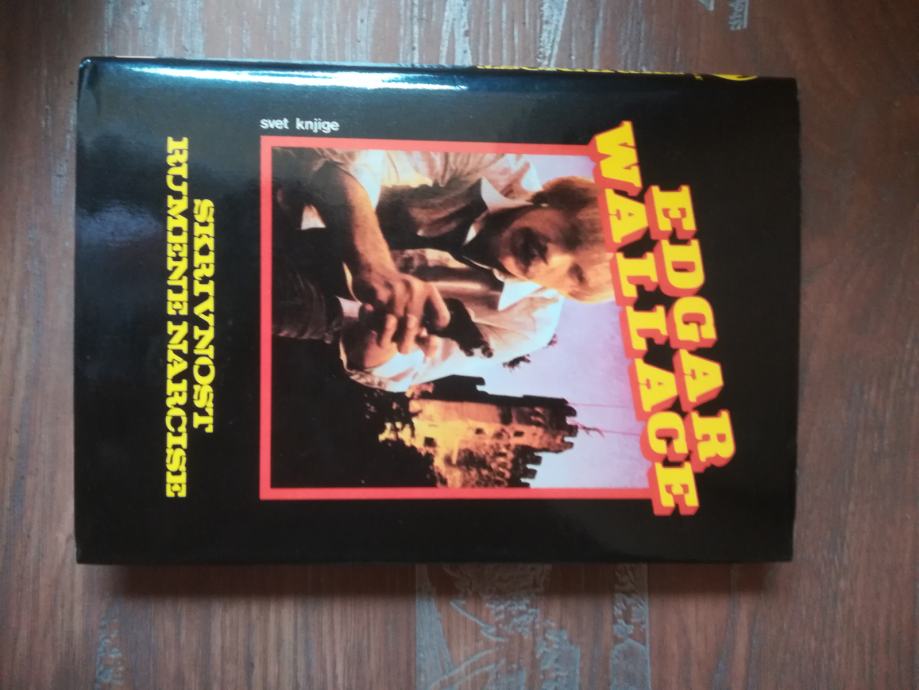 EDGAR
WALLACE
svet knjige
SKRIVNOST
RUMENE NARCISE